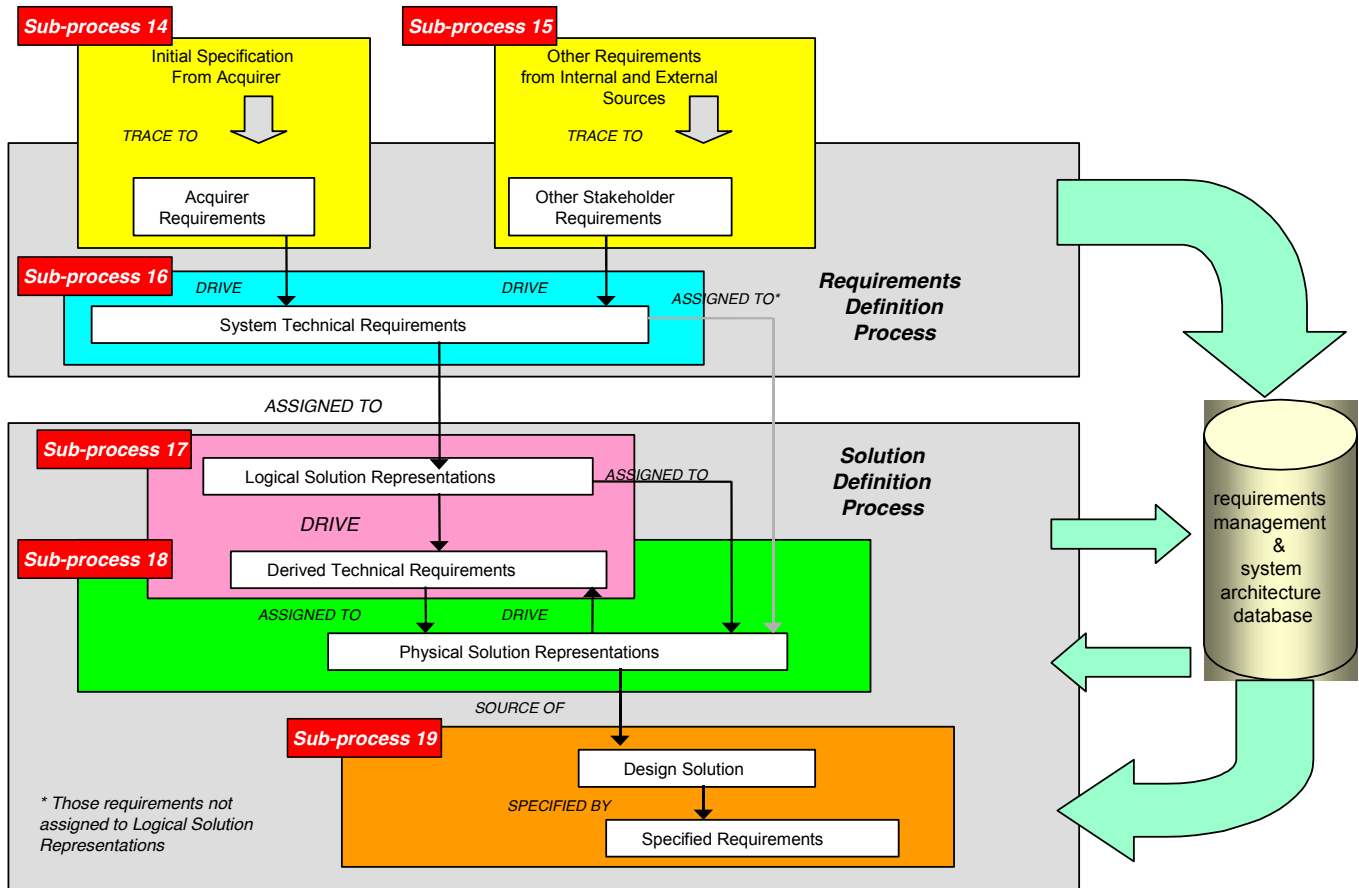 Sub-process 14
Initial Specification
From Acquirer
TRACE TO
Acquirer
Requirements
Sub-process 15
Other Requirements
from Internal and External
Sources
TRACE TO
Other Stakeholder
Requirements
Sub-process 16
DRIVE
DRIVE
ASSIGNED TO*
System Technical Requirements
Requirements
Definition
Process
ASSIGNED TO
Sub-process 17
Logical Solution Representations
ASSIGNED TO
Solution
Definition
Process
DRIVE
Sub-process 18
Derived Technical Requirements
ASSIGNED TO
DRIVE
Physical Solution Representations
SOURCE OF
Sub-process 19
Design Solution
SPECIFIED BY
Specified Requirements
* Those requirements not
assigned to Logical Solution
Representations
requirements
management
&
system
architecture
database